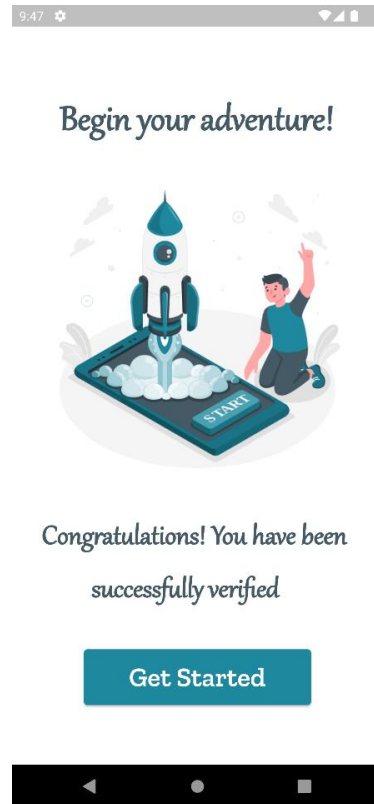 9:47
Begin your adventure!
START
Congratulations! You have been
successfully verified
Get Started